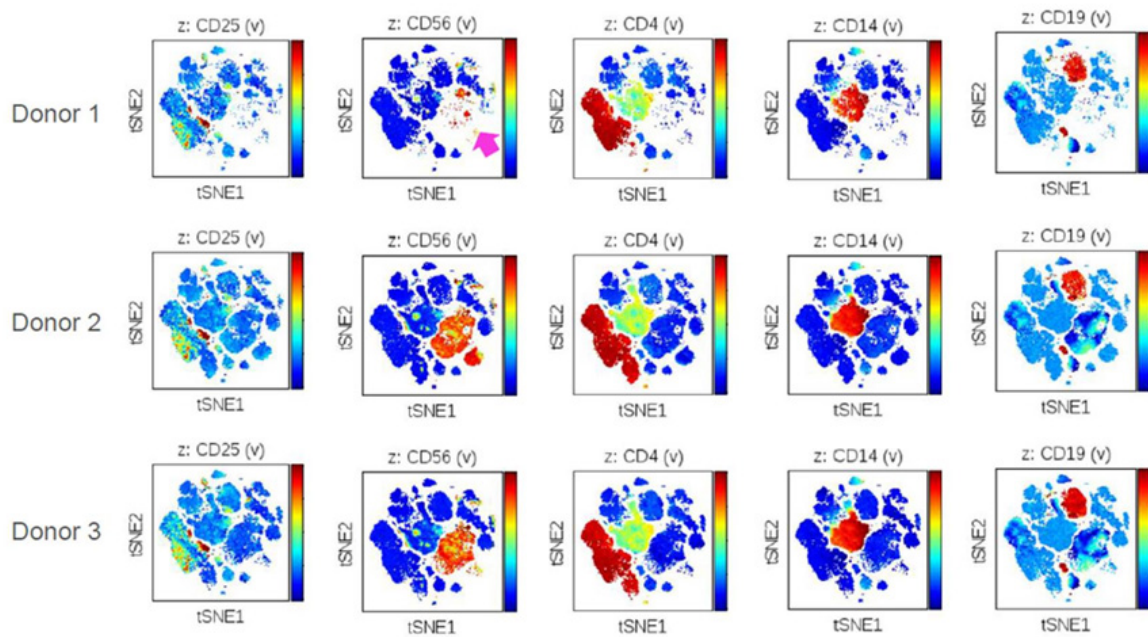 z: CD25 (v) z: CD56 (v) z: CD4 (v) z: CD14 (v) z: CD19 (v)
Donor 1
tSNE2 tSNE2 tSNE2 tSNE2 tSNE2
tSNE1 tSNE1 tSNE1 tSNE1 tSNE1
z: CD25 (v) z: CD56 (v) z: CD4 (v) z: CD14 (v) z: CD19 (v)
Donor 2
tSNE2 tSNE2 tSNE2 tSNE2 tSNE2
tSNE1 tSNE1 tSNE1 tSNE1 tSNE1
z: CD25 (v) z: CD56 (v) z: CD4 (v) z: CD14 (v) z: CD19 (v)
Donor 3
tSNE2 tSNE2 tSNE2 tSNE2 tSNE2
tSNE1 tSNE1 tSNE1 tSNE1 tSNE1